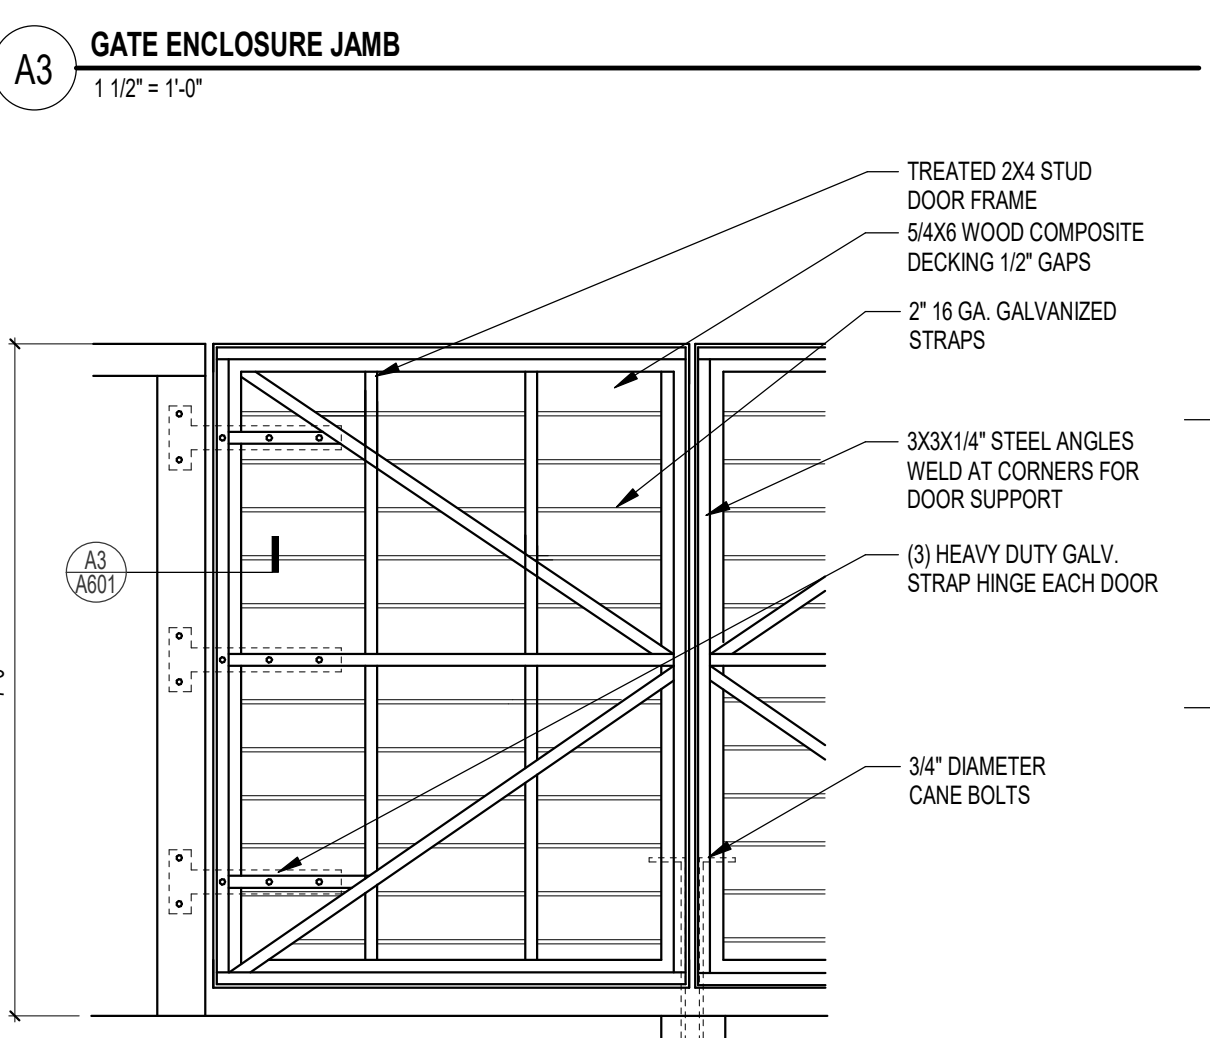 A3
GATE ENCLOSURE JAMB
1 1/2" = 1'-0"
TREATED 2X4 STUD
DOOR FRAME
5/4X6 WOOD COMPOSITE
DECKING 1/2" GAPS
2" 16 GA. GALVANIZED
STRAPS
3X3X1/4" STEEL ANGLES
WELD AT CORNERS FOR
DOOR SUPPORT
A3
A601
(3) HEAVY DUTY GALV.
STRAP HINGE EACH DOOR
3/4" DIAMETER
CANE BOLTS